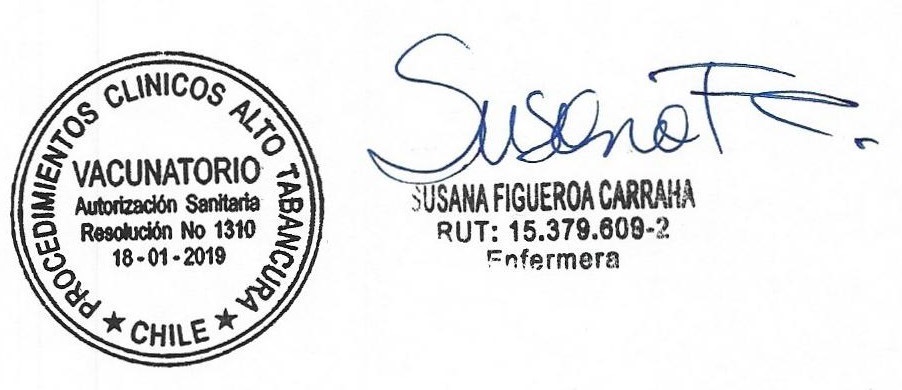 PROCEDIMIENTOS CLINICOS ALTO TABANCURA
VACUNATORIO
Autorización Sanitaria
Resolución No 1310
18-01-2019
★ CHILE ★
Susana F C.
SUSANA FIGUEROA CARRAHA
RUT: 15.379.609-2
Enfermera